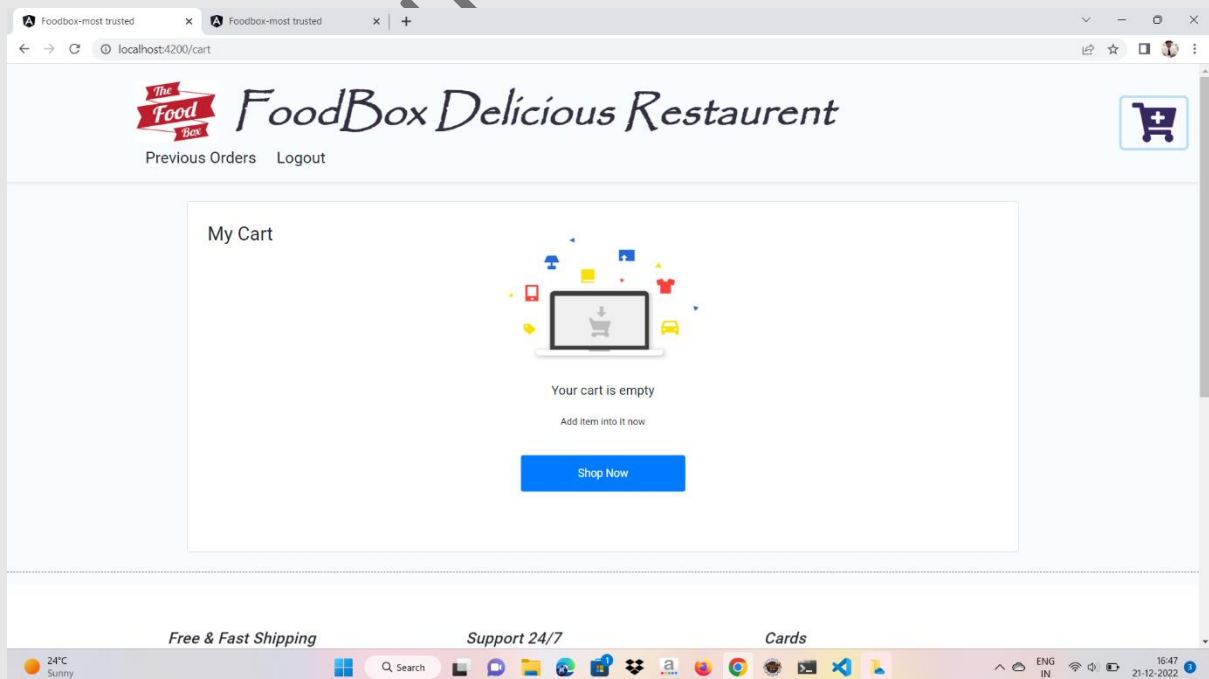 Foodbox-most trusted
Foodbox-most trusted
localhost:4200/cart
The
Food
Box
FoodBox Delicious Restaurent
Previous Orders Logout
My Cart
Your cart is empty
Add item into it now
Shop Now
Free & Fast Shipping Support 24/7 Cards
24°C
Sunny
Search
a
ENG
IN
16:47
21-12-2022
3